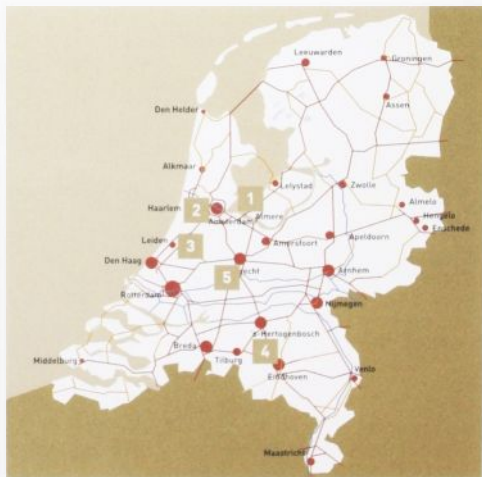 Leeuwarden
Groningen
Assen
Den Helder
Alkmaar
Lelystad
Zwolle
Almelo
Hengelo
Enschede
1
2
Haarlem
Amsterdam
Almere
Leiden
3
Amersfoort
Apeldoorn
Den Haag
5
echt
Arnhem
Rotterdam
Nijmegen
s-Hertogenbosch
Breda
4
Tilburg
Eindhoven
Venlo
Middelburg
Maastricht